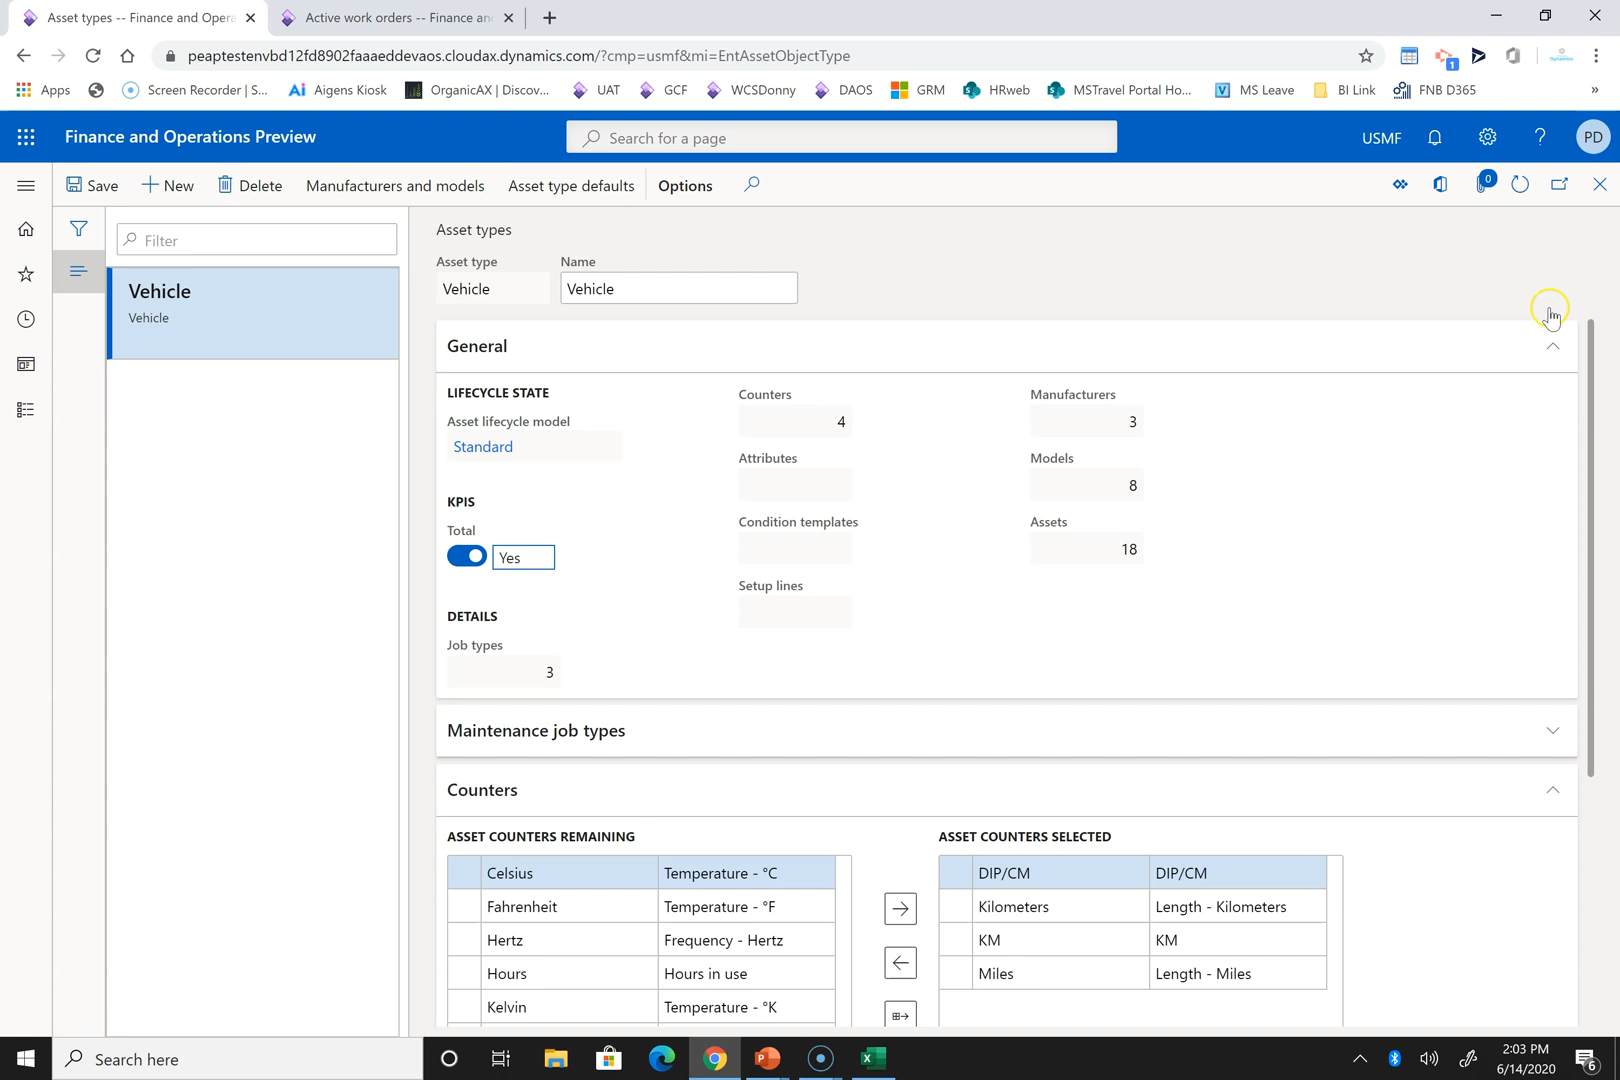 Asset types -- Finance and Opera
Active work orders -- Finance and
peaptestenvbd12fd8902faaaeddevaos.cloudax.dynamics.com/?cmp=usmf&mi=EntAssetObjectType
1
Apps
Screen Recorder | S...
Ai Aigens Kiosk
OrganicAX | Discov...
UAT
GCF
WCSDonny
DAOS
GRM
HRweb
MSTravel Portal Ho...
V MS Leave
BI Link
FNB D365
»
Finance and Operations Preview
Search for a page
USMF
?
PD
Save
New
Delete
Manufacturers and models
Asset type defaults
Options
0
Filter
Vehicle
Vehicle
Asset types
Asset type
Name
Vehicle
Vehicle
General
LIFECYCLE STATE
Asset lifecycle model
Standard
KPIS
Total
Yes
DETAILS
Job types
3
Counters
4
Attributes
Condition templates
Setup lines
Manufacturers
3
Models
8
Assets
18
Maintenance job types
Counters
ASSET COUNTERS REMAINING
Celsius Temperature - °C
Fahrenheit Temperature - °F
Hertz Frequency - Hertz
Hours Hours in use
Kelvin Temperature - °K
ASSET COUNTERS SELECTED
DIP/CM DIP/CM
Kilometers Length - Kilometers
KM KM
Miles Length - Miles
Search here
2:03 PM
6/14/2020
6